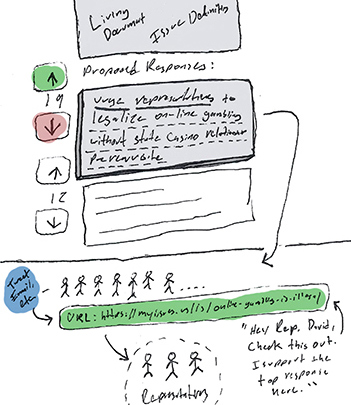 Living
Document
Issue Definition
Proposed Responses:
19
urge representatives to
legalize on-line gambling
without state Casino relationship
Prerequisite
12
Tweet
Email,
etc
URL: https://myissues.us/is/online-gambling-is-illegal
"Hey Rep. David,
Check this out.
I support the
top response
here."
Representatives